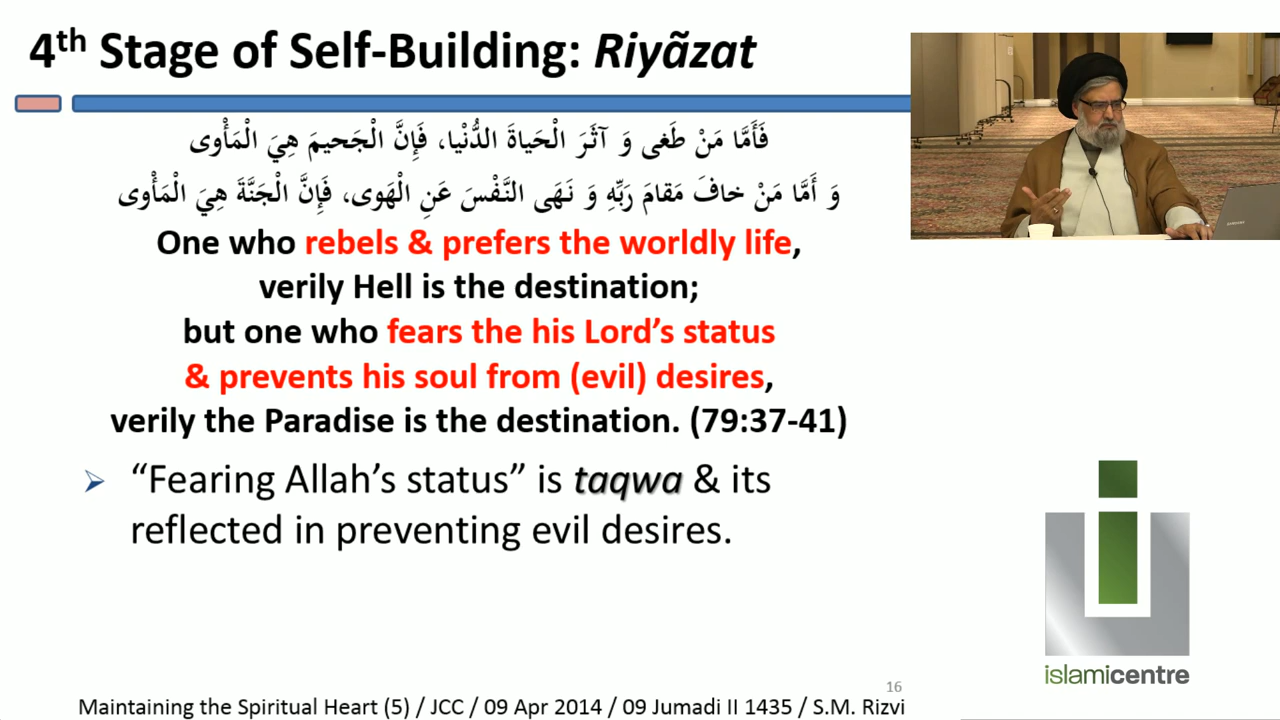 4th Stage of Self-Building: Riyãzat
فَأَمَّا مَنْ طَغى وَ آثَرَ الْحَياةَ الدُّنْيا، فَإِنَّ الْجَحيمَ هِيَ الْمَأْوى
وَ أَمَّا مَنْ خافَ مَقامَ رَبِّهِ وَ نَهَى النَّفْسَ عَنِ الْهَوى، فَإِنَّ الْجَنَّةَ هِيَ الْمَأْوى
One who rebels & prefers the worldly life,
verily Hell is the destination;
but one who fears the his Lord’s status
& prevents his soul from (evil) desires,
verily the Paradise is the destination. (79:37-41)
“Fearing Allah’s status” is taqwa & its
reflected in preventing evil desires.
islamicentre
16
Maintaining the Spiritual Heart (5) / JCC / 09 Apr 2014 / 09 Jumadi II 1435 / S.M. Rizvi